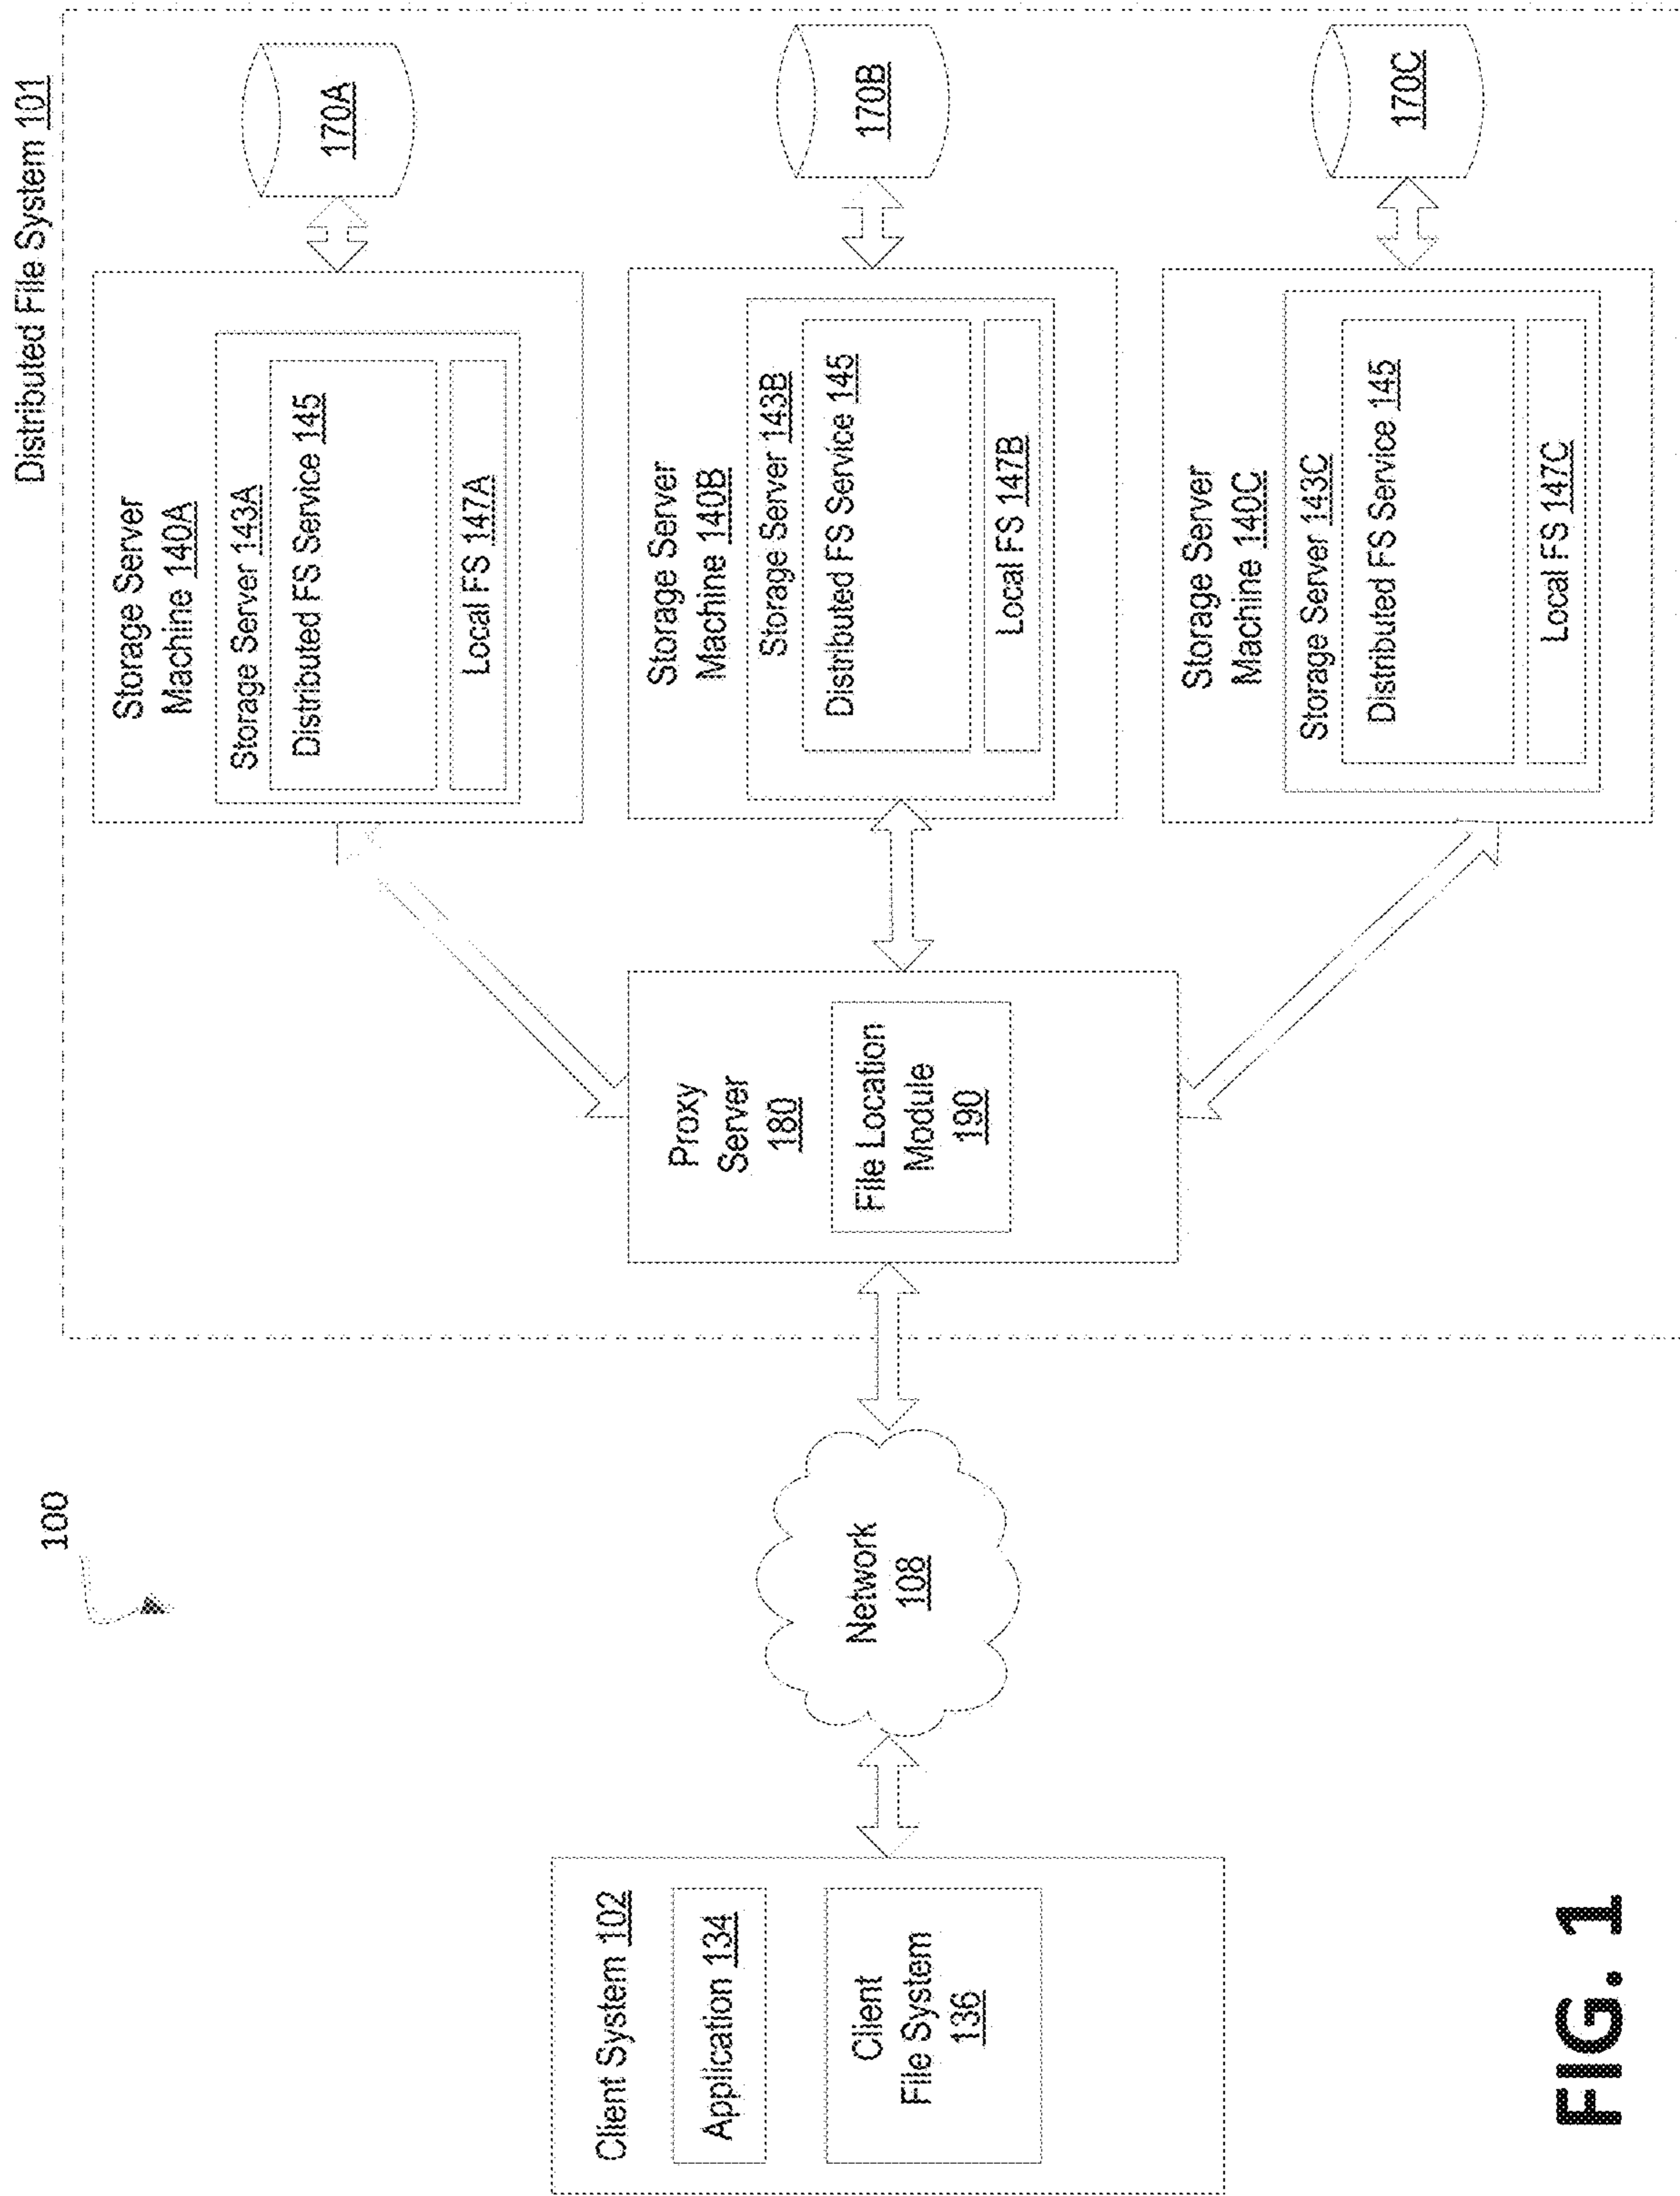 100
Distributed File System 101
Client System 102
Application 134
Client
File System
136
Network
108
Proxy
Server
180
File Location
Module
190
Storage Server
Machine 140A
Storage Server 143A
Distributed FS Service 145
Local FS 147A
170A
Storage Server
Machine 140B
Storage Server 143B
Distributed FS Service 145
Local FS 147B
170B
Storage Server
Machine 140C
Storage Server 143C
Distributed FS Service 145
Local FS 147C
170C
FIG. 1